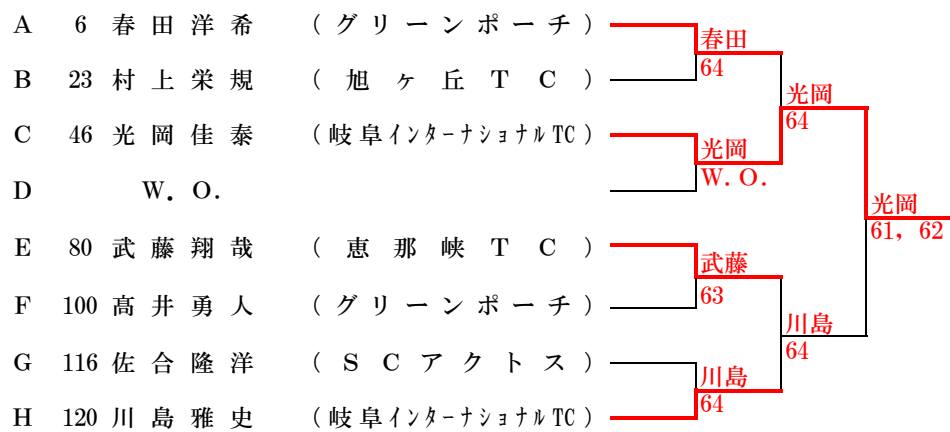 A 6 春田洋希 (グリーンポーチ)
春田
B 23 村上栄規 (旭ヶ丘TC)
64
光岡
C 46 光岡佳泰 (岐阜インターナショナルTC)
64
光岡
D W. O.
W. O.
光岡
61, 62
E 80 武藤翔哉 (恵那峡TC)
武藤
F 100 高井勇人 (グリーンポーチ)
63
川島
G 116 佐合隆洋 (SCアクトス)
64
川島
H 120 川島雅史 (岐阜インターナショナルTC)
64